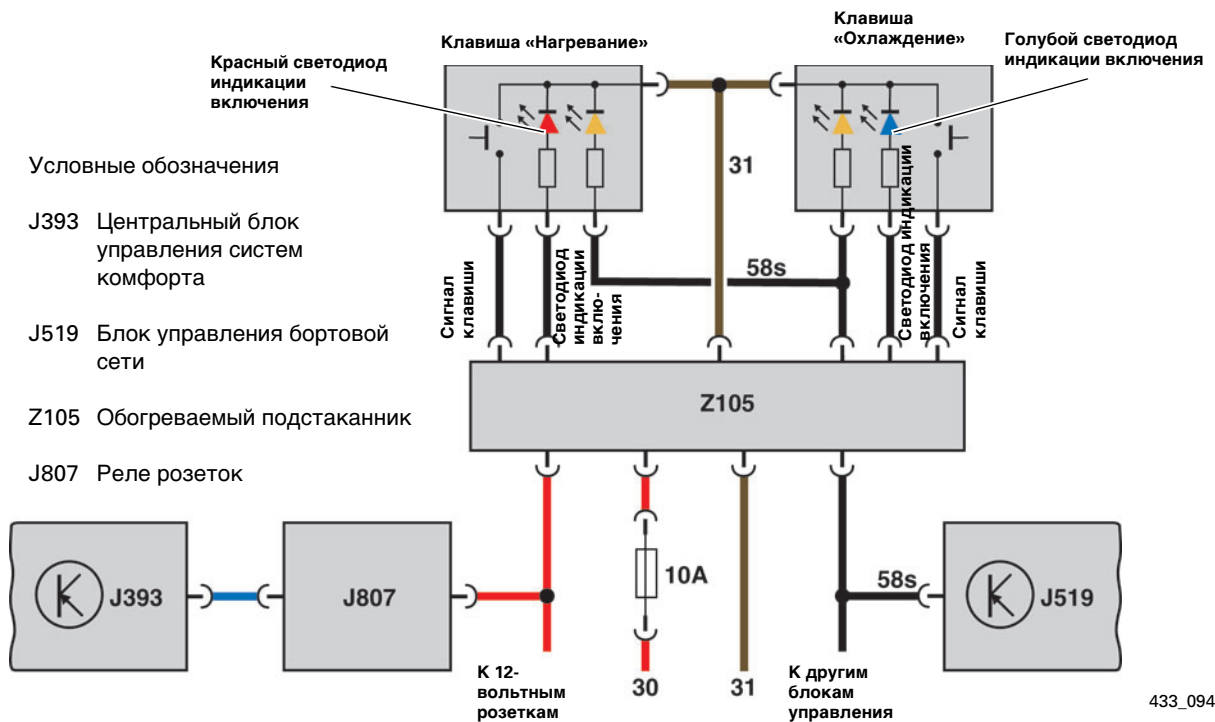 Клавиша «Нагревание»
Клавиша
«Охлаждение»
Красный светодиод
индикации
включения
Голубой светодиод
индикации включения
Условные обозначения
J393 Центральный блок
управления систем
комфорта
J519 Блок управления бортовой
сети
Z105 Обогреваемый подстаканник
J807 Реле розеток
31
58s
Сигнал
клавиши
Светодиод
индикации
вклю-
чения
Светодиод индикации
включения
Сигнал
клавиши
Z105
J393
J807
10A
58s
J519
К 12-
вольтным
розеткам
30
31
К другим
блокам
управления
433_094